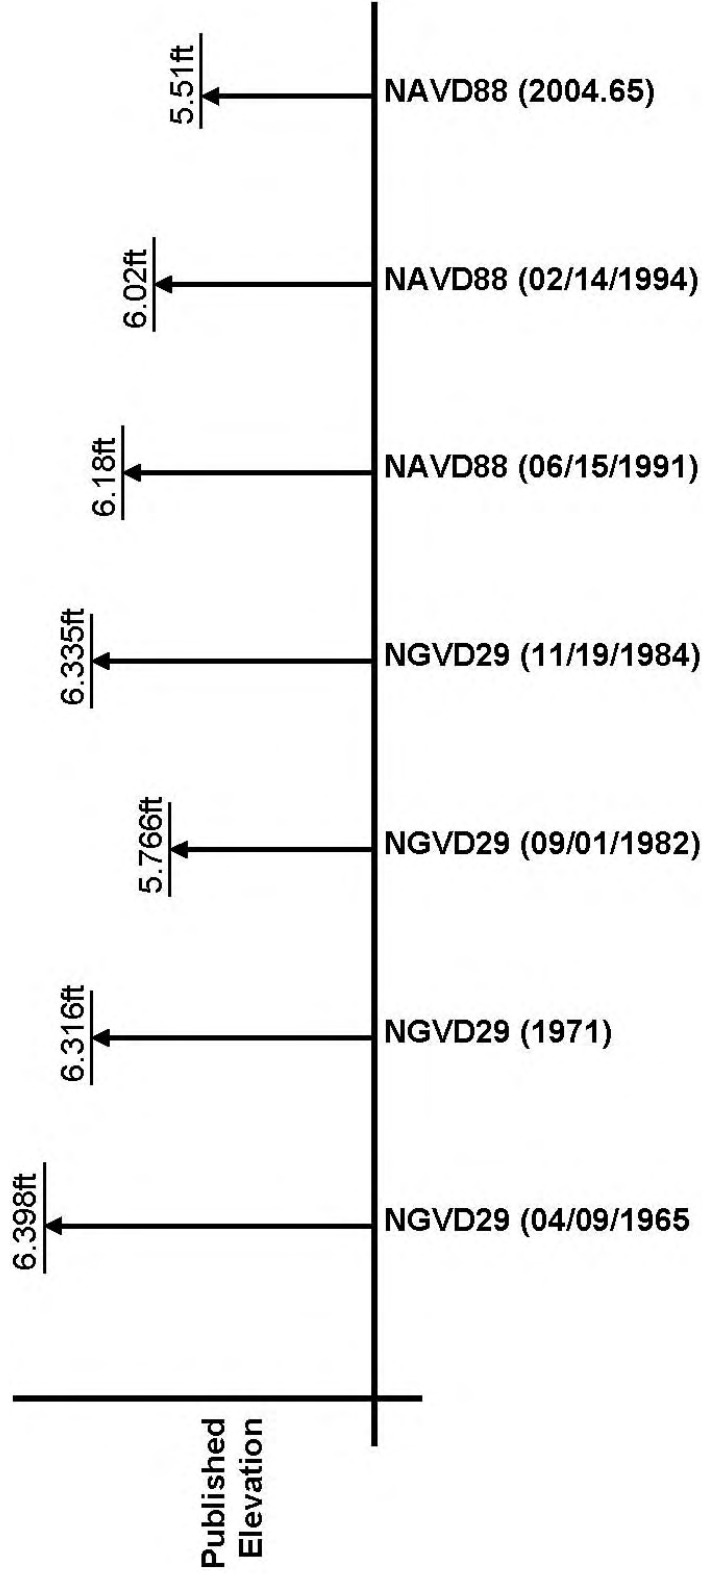 5.51ft
NAVD88 (2004.65)
6.02ft
NAVD88 (02/14/1994)
6.18ft
NAVD88 (06/15/1991)
6.335ft
NGVD29 (11/19/1984)
5.766ft
NGVD29 (09/01/1982)
6.316ft
NGVD29 (1971)
6.398ft
NGVD29 (04/09/1965
Published
Elevation